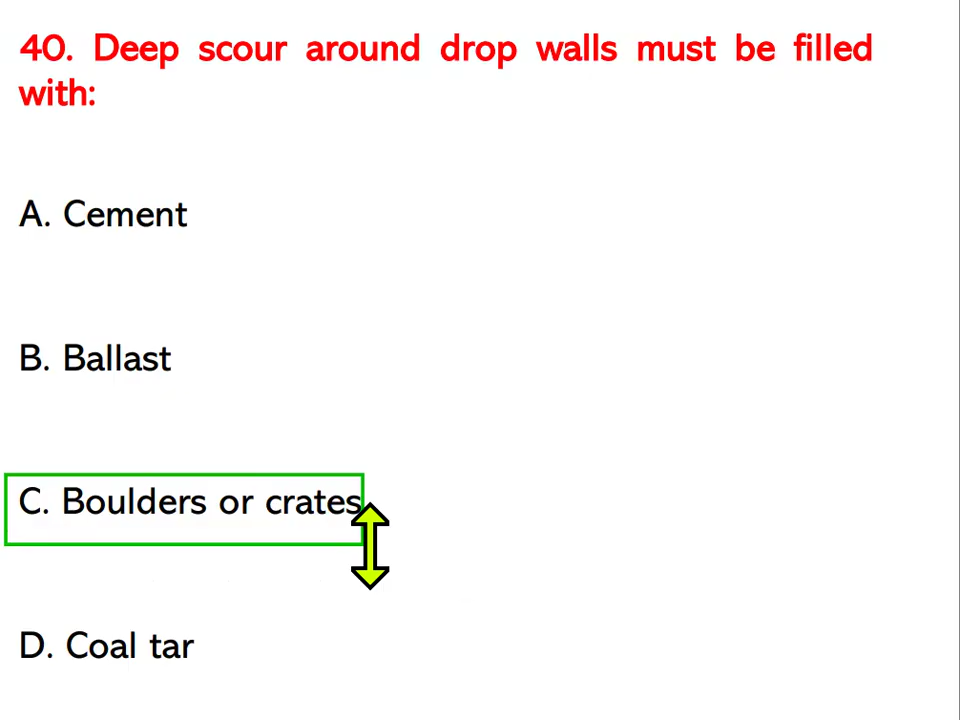 40. Deep scour around drop walls must be filled
with:
A. Cement
B. Ballast
C. Boulders or crates
D. Coal tar